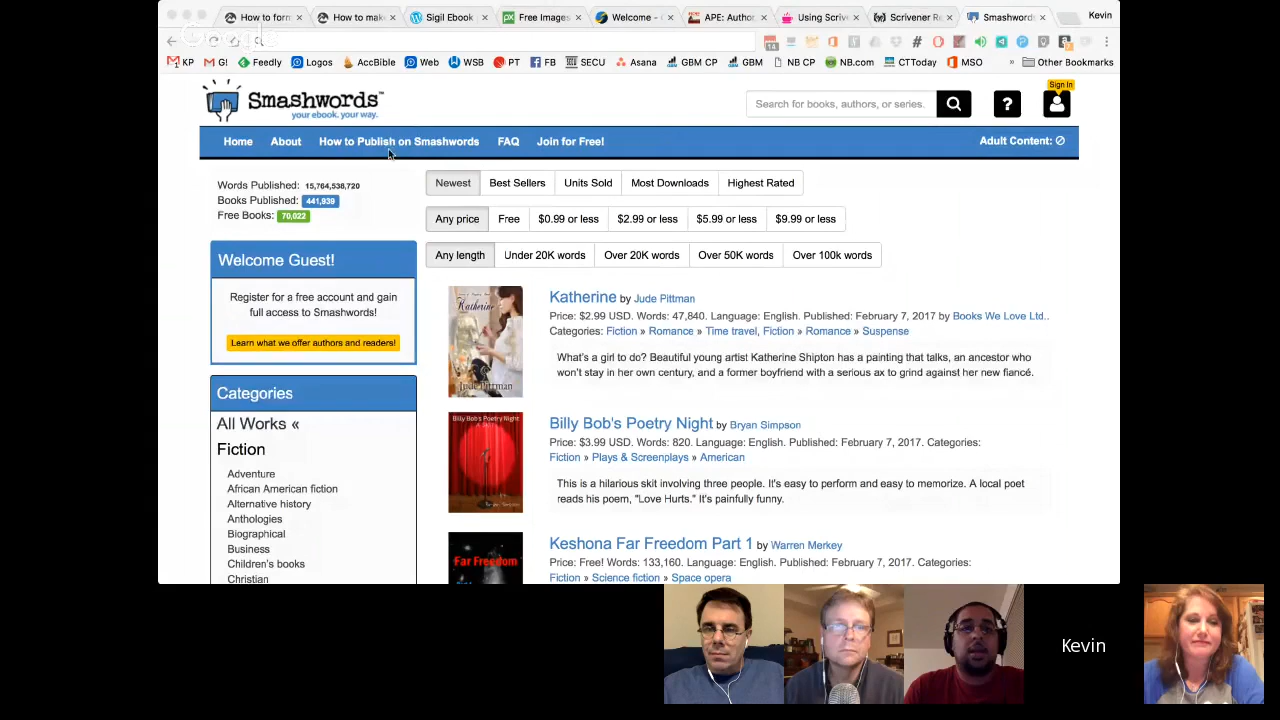 How to forn
How to make
Sigil Ebook
Free Images
Welcome –
APE: Author
Using Scrive
Scrivener Re
Smashwords
Kevin
Google
14
KP
G!
Feedly
Logos
AccBible
Web
WSB
PT
FB
SECU
Asana
GBM CP
GBM
NB CP
NB.com
CTToday
MSO
»
Other Bookmarks
Smashwords™
your ebook, your way.
Search for books, authors, or series.
?
Sign In
Home
About
How to Publish on Smashwords
FAQ
Join for Free!
Adult Content:
Words Published: 15,764,538,720
Books Published: 441,939
Free Books: 70,022
Newest
Best Sellers
Units Sold
Most Downloads
Highest Rated
Any price
Free
$0.99 or less
$2.99 or less
$5.99 or less
$9.99 or less
Any length
Under 20K words
Over 20K words
Over 50K words
Over 100k words
Welcome Guest!
Register for a free account and gain
full access to Smashwords!
Learn what we offer authors and readers!
Categories
All Works «
Fiction
Adventure
African American fiction
Alternative history
Anthologies
Biographical
Business
Children's books
Christian
Katherine
Jude Pittman
Katherine by Jude Pittman
Price: $2.99 USD. Words: 47,840. Language: English. Published: February 7, 2017 by Books We Love Ltd..
Categories: Fiction » Romance » Time travel, Fiction » Romance » Suspense
What's a girl to do? Beautiful young artist Katherine Shipton has a painting that talks, an ancestor who
won't stay in her own century, and a former boyfriend with a serious ax to grind against her new fiancé.
Billy Bob's Poetry Night
Billy Bob's Poetry Night by Bryan Simpson
Price: $3.99 USD. Words: 820. Language: English. Published: February 7, 2017. Categories:
Fiction » Plays & Screenplays » American
This is a hilarious skit involving three people. It's easy to perform and easy to memorize. A local poet
reads his poem, "Love Hurts." It's painfully funny.
Far Freedom
Keshona Far Freedom Part 1 by Warren Merkey
Price: Free! Words: 133,160. Language: English. Published: February 7, 2017. Categories:
Fiction » Science fiction » Space opera
Kevin